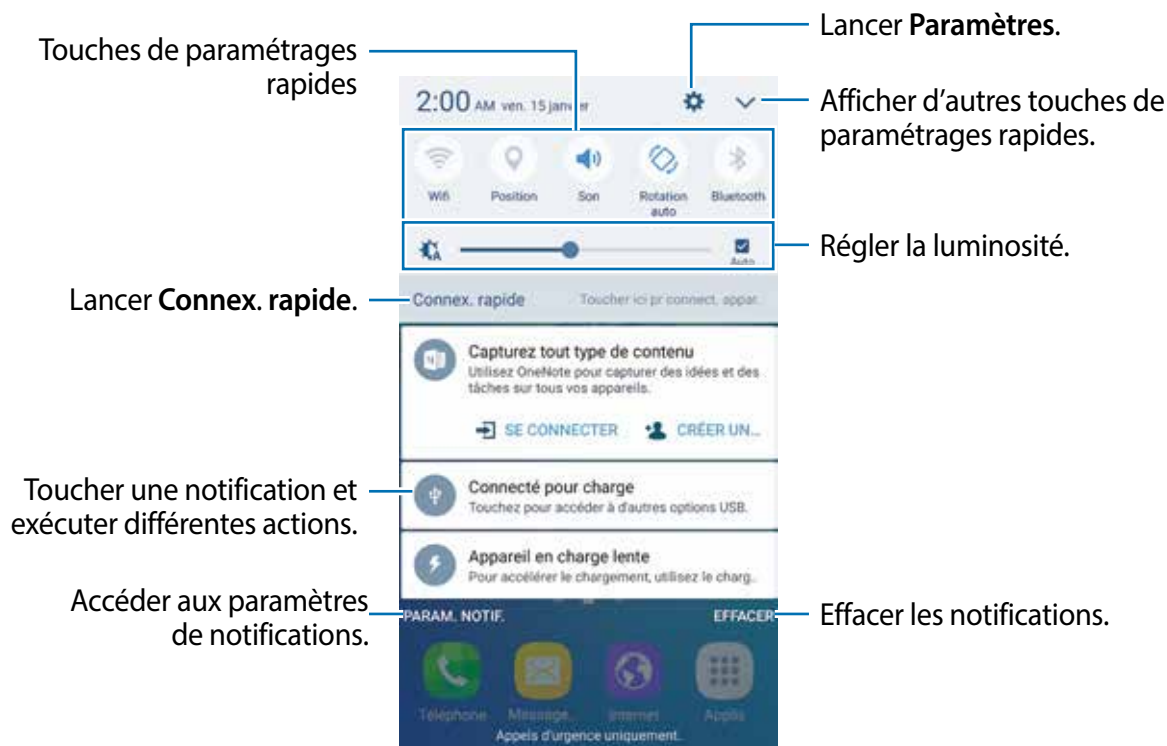 Lancer Paramètres.
Touches de paramétrages
rapides
Afficher d'autres touches de
paramétrages rapides.
2:00 AM ven. 15 janvier
Wifi
Position
Son
Rotation
auto
Bluetooth
Auto
Régler la luminosité.
Lancer Connex. rapide.
Connex. rapide
Toucher ici pr connect. appar.
Capturez tout type de contenu
Utilisez OneNote pour capturer des idées et des
tâches sur tous vos appareils.
SE CONNECTER
CRÉER UN...
Toucher une notification et
exécuter différentes actions.
Connecté pour charge
Touchez pour accéder à d'autres options USB.
Appareil en charge lente
Pour accélérer le chargement, utilisez le charg..
Accéder aux paramètres
de notifications.
PARAM. NOTIF.
EFFACER
Effacer les notifications.
Téléphone
Message
Internet
Applis
Appels d'urgence uniquement.